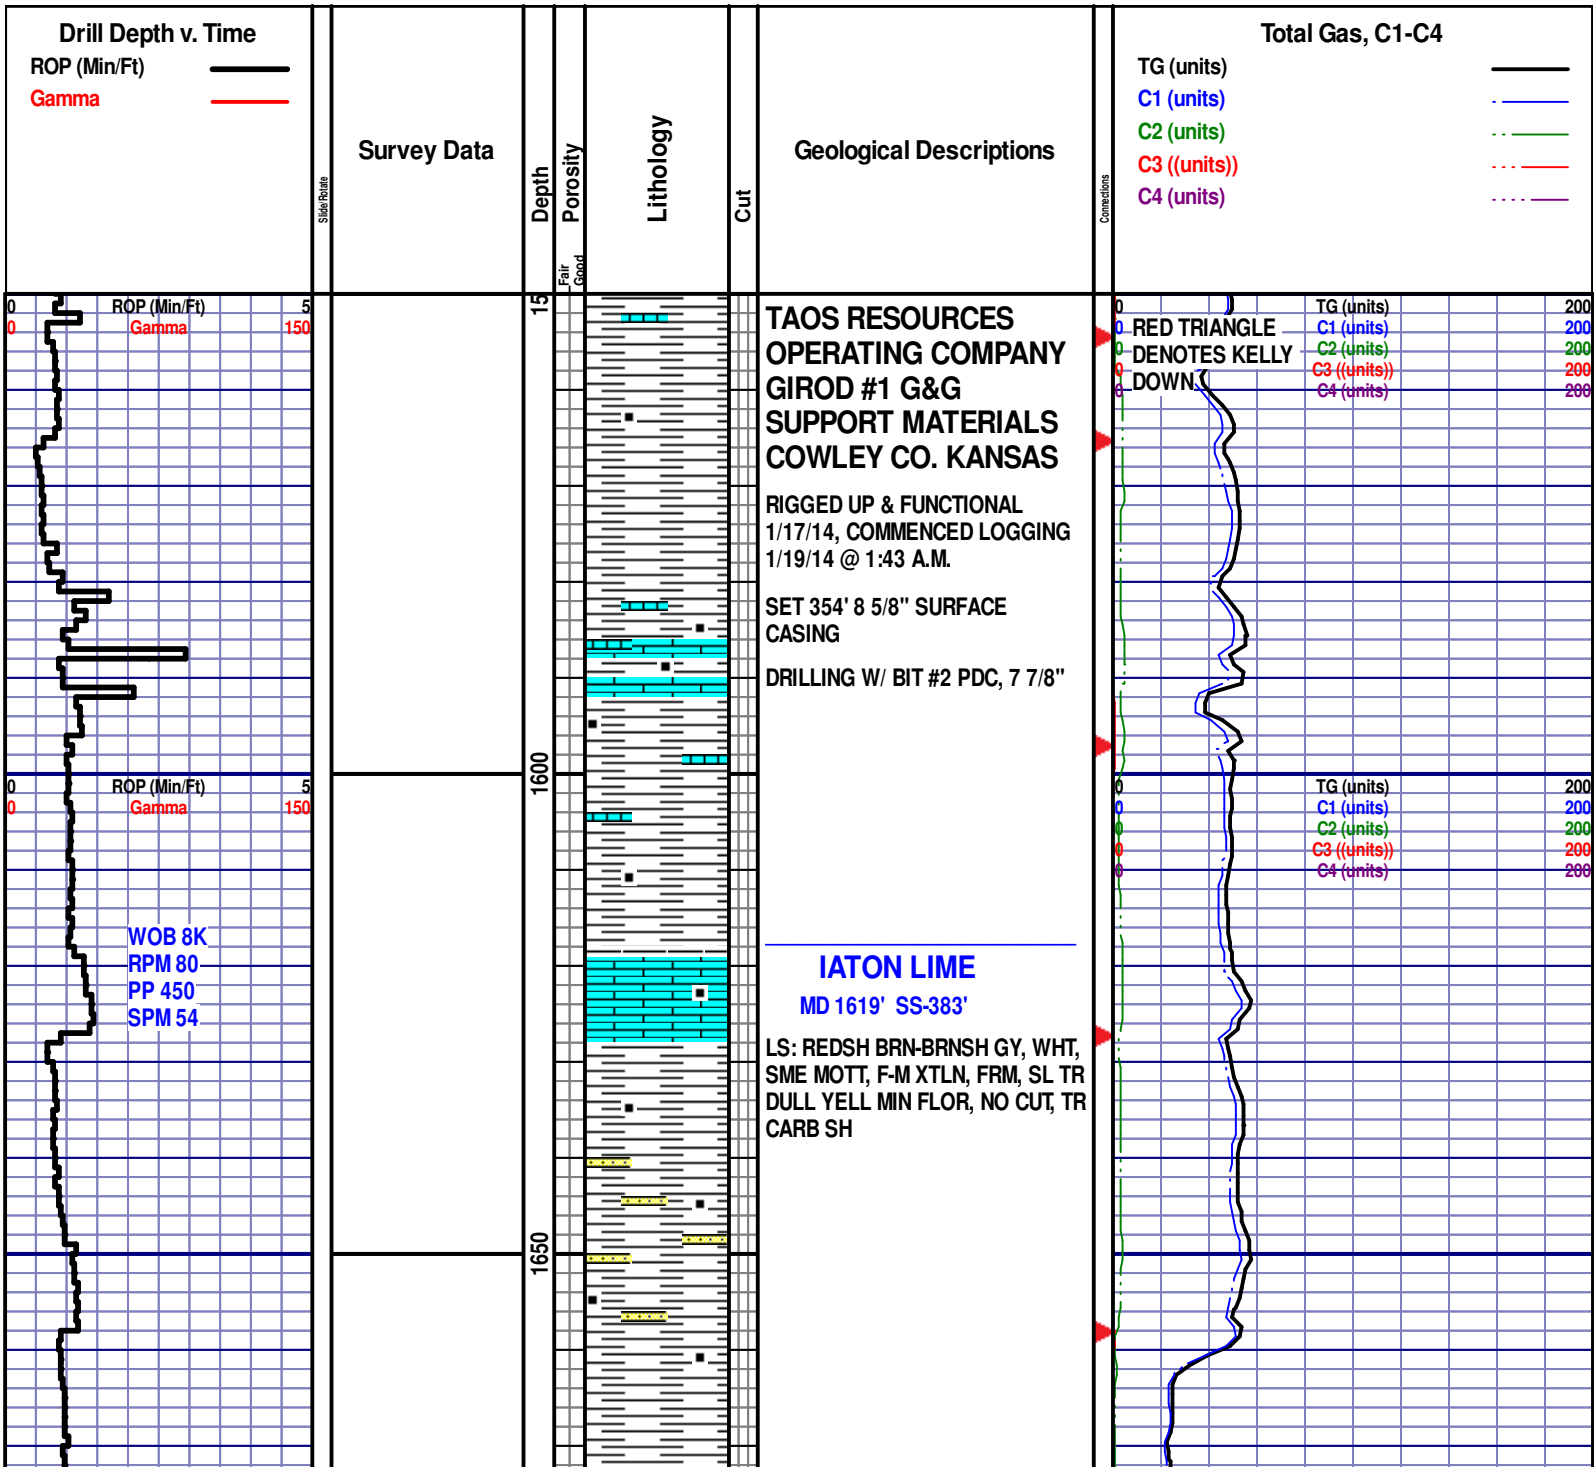 Drill Depth v. Time
ROP (Min/Ft)
Gamma
Slide/Rotate
Survey Data
Depth
Porosity
Fair
Good
Lithology
Cut
Geological Descriptions
Connections
Total Gas, C1-C4
TG (units)
C1 (units)
C2 (units)
C3 ((units))
C4 (units)
0 ROP (Min/Ft) 5
0 Gamma 150
15
TAOS RESOURCES
OPERATING COMPANY
GIROD #1 G&G
SUPPORT MATERIALS
COWLEY CO. KANSAS
RIGGED UP & FUNCTIONAL
1/17/14, COMMENCED LOGGING
1/19/14 @ 1:43 A.M.
SET 354' 8 5/8" SURFACE
CASING
DRILLING W/ BIT #2 PDC, 7 7/8"
0 TG (units) 200
0 C1 (units) 200
0 C2 (units) 200
0 C3 ((units)) 200
0 C4 (units) 200
RED TRIANGLE
DENOTES KELLY
DOWN
1600
0 ROP (Min/Ft) 5
0 Gamma 150
0 TG (units) 200
0 C1 (units) 200
0 C2 (units) 200
0 C3 ((units)) 200
0 C4 (units) 200
WOB 8K
RPM 80
PP 450
SPM 54
IATON LIME
MD 1619' SS-383'
LS: REDSH BRN-BRNSH GY, WHT,
SME MOTT, F-M XTLN, FRM, SL TR
DULL YELL MIN FLOR, NO CUT, TR
CARB SH
1650